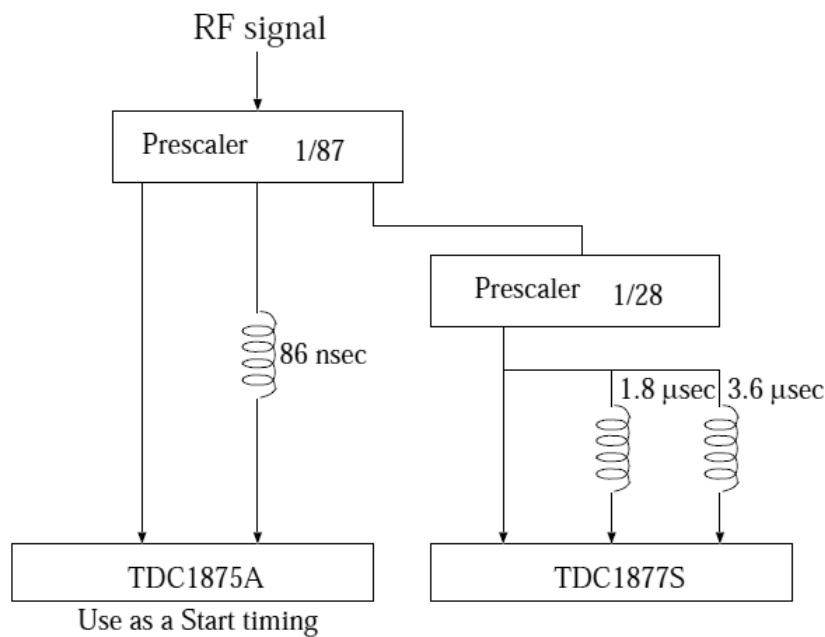 RF signal
Prescaler 1/87
Prescaler 1/28
86 nsec
1.8 μsec 3.6 μsec
TDC1875A
TDC1877S
Use as a Start timing